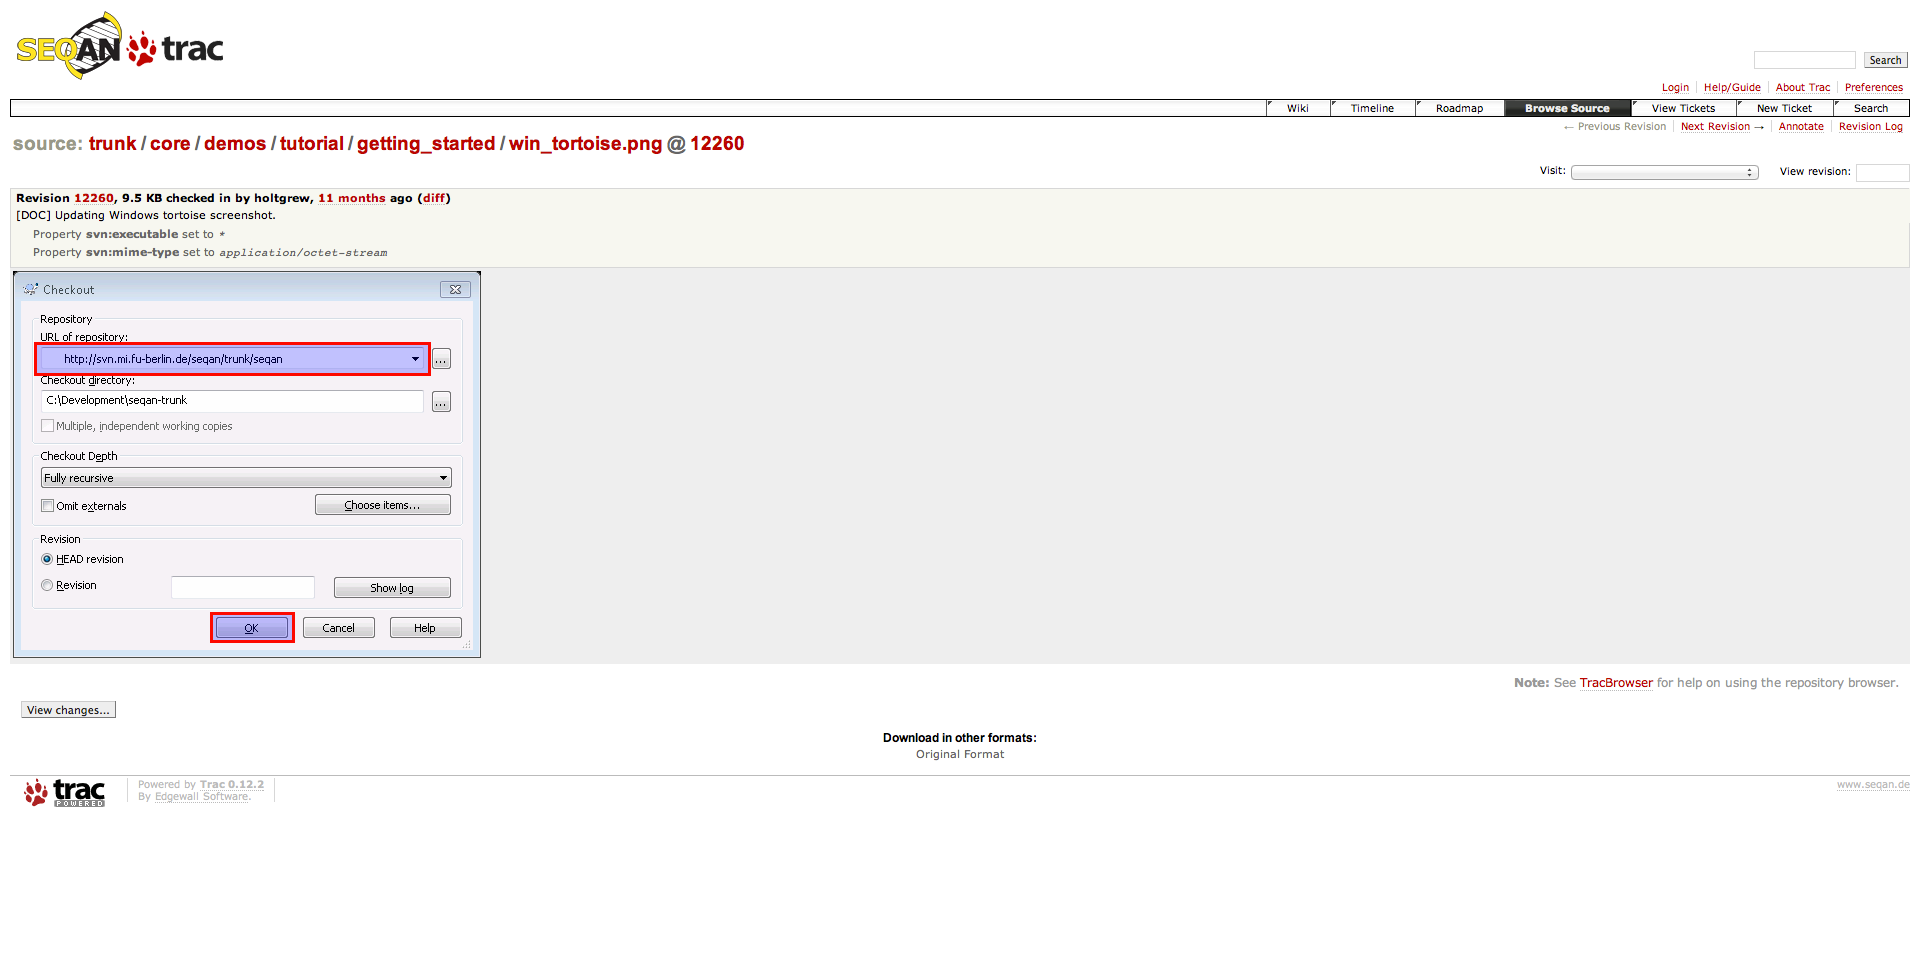 SEQAN trac
Search
Login Help/Guide About Trac Preferences
Wiki Timeline Roadmap Browse Source View Tickets New Ticket Search
← Previous Revision Next Revision → Annotate Revision Log
source: trunk / core / demos / tutorial / getting_started / win_tortoise.png @ 12260
Visit: View revision:
Revision 12260, 9.5 KB checked in by holtgrew, 11 months ago (diff)
[DOC] Updating Windows tortoise screenshot.
Property svn:executable set to *
Property svn:mime-type set to application/octet-stream
Checkout
Repository
URL of repository:
http://svn.mi.fu-berlin.de/seqan/trunk/seqan
...
Checkout directory:
C:\Development\seqan-trunk
...
Multiple, independent working copies
Checkout Depth
Fully recursive
Omit externals Choose items...
Revision
HEAD revision
Revision Show log
OK Cancel Help
Note: See TracBrowser for help on using the repository browser.
View changes...
Download in other formats:
Original Format
trac POWERED
Powered by Trac 0.12.2
By Edgewall Software.
www.seqan.de